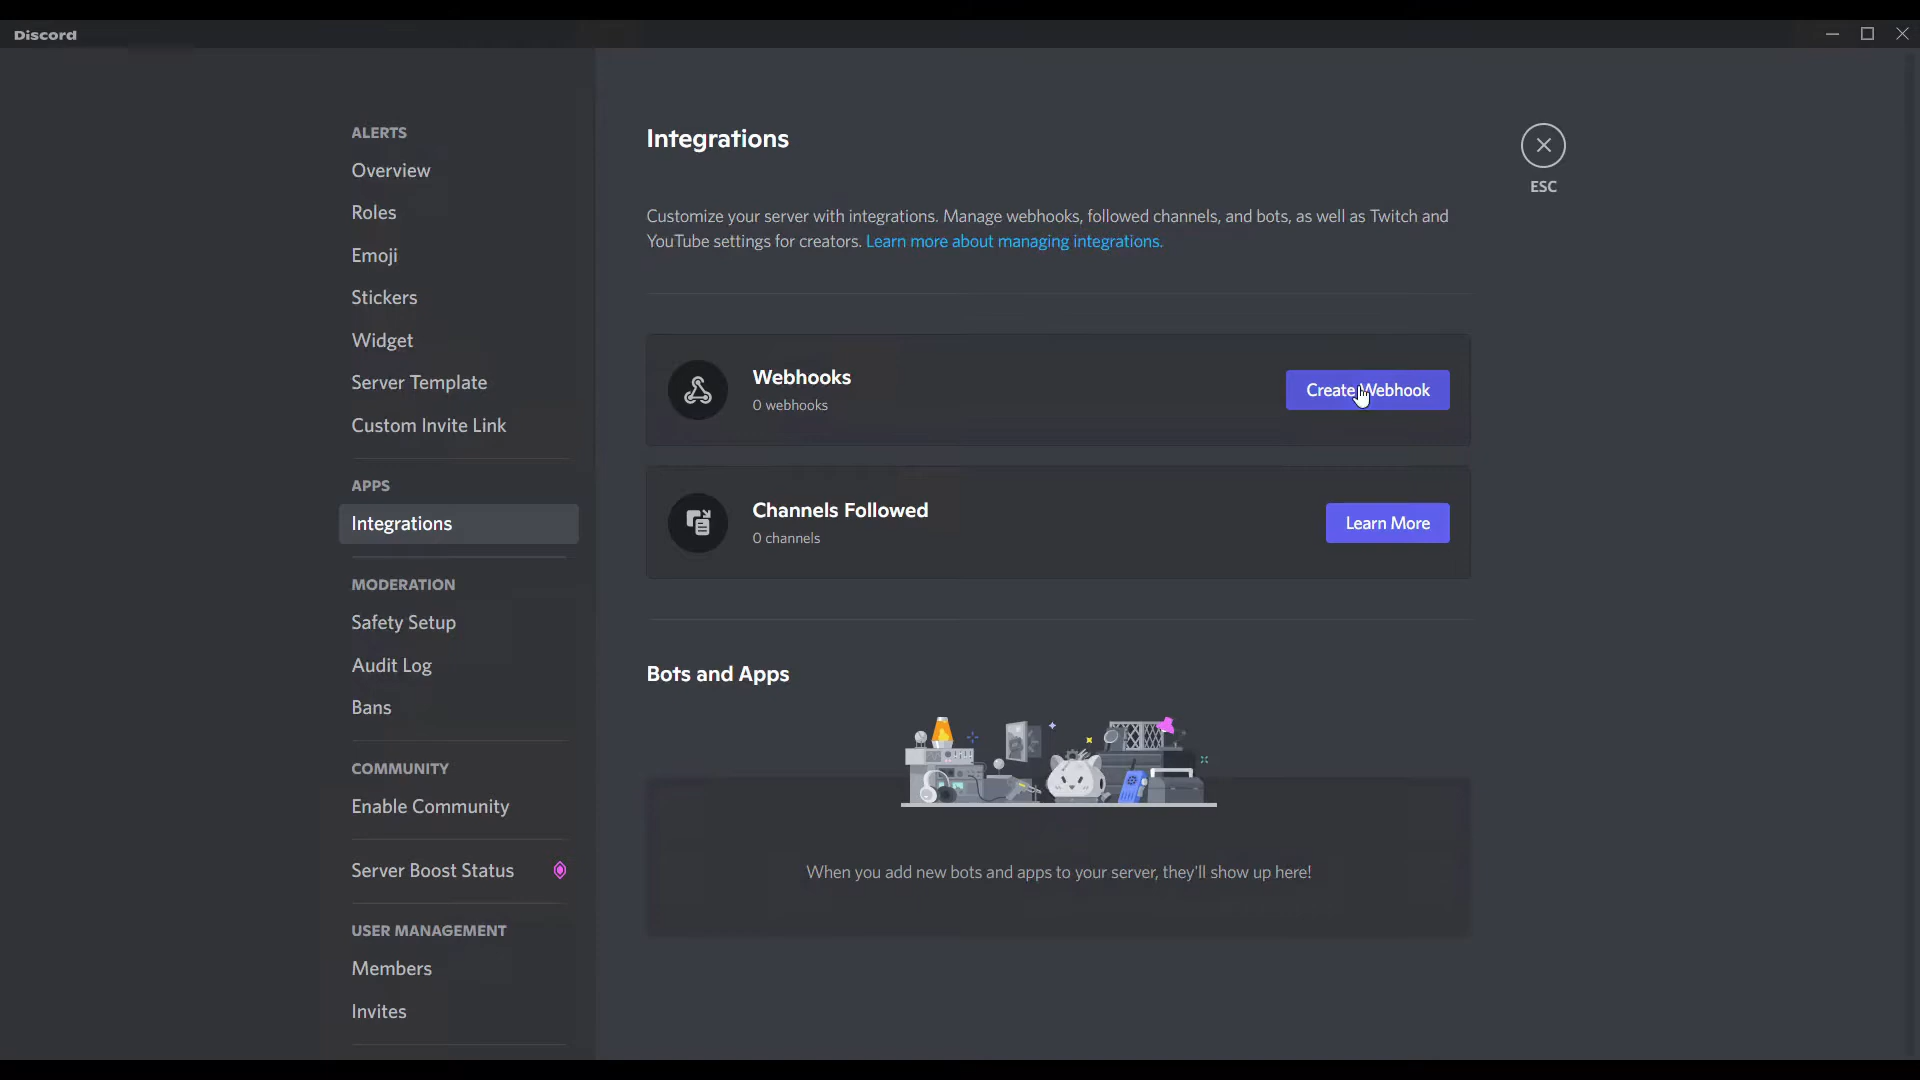 Discord
ALERTS
Overview
Roles
Emoji
Stickers
Widget
Server Template
Custom Invite Link
APPS
Integrations
MODERATION
Safety Setup
Audit Log
Bans
COMMUNITY
Enable Community
Server Boost Status
USER MANAGEMENT
Members
Invites
Integrations
ESC
Customize your server with integrations. Manage webhooks, followed channels, and bots, as well as Twitch and
YouTube settings for creators. Learn more about managing integrations.
Webhooks
0 webhooks
Create Webhook
Channels Followed
0 channels
Learn More
Bots and Apps
When you add new bots and apps to your server, they'll show up here!